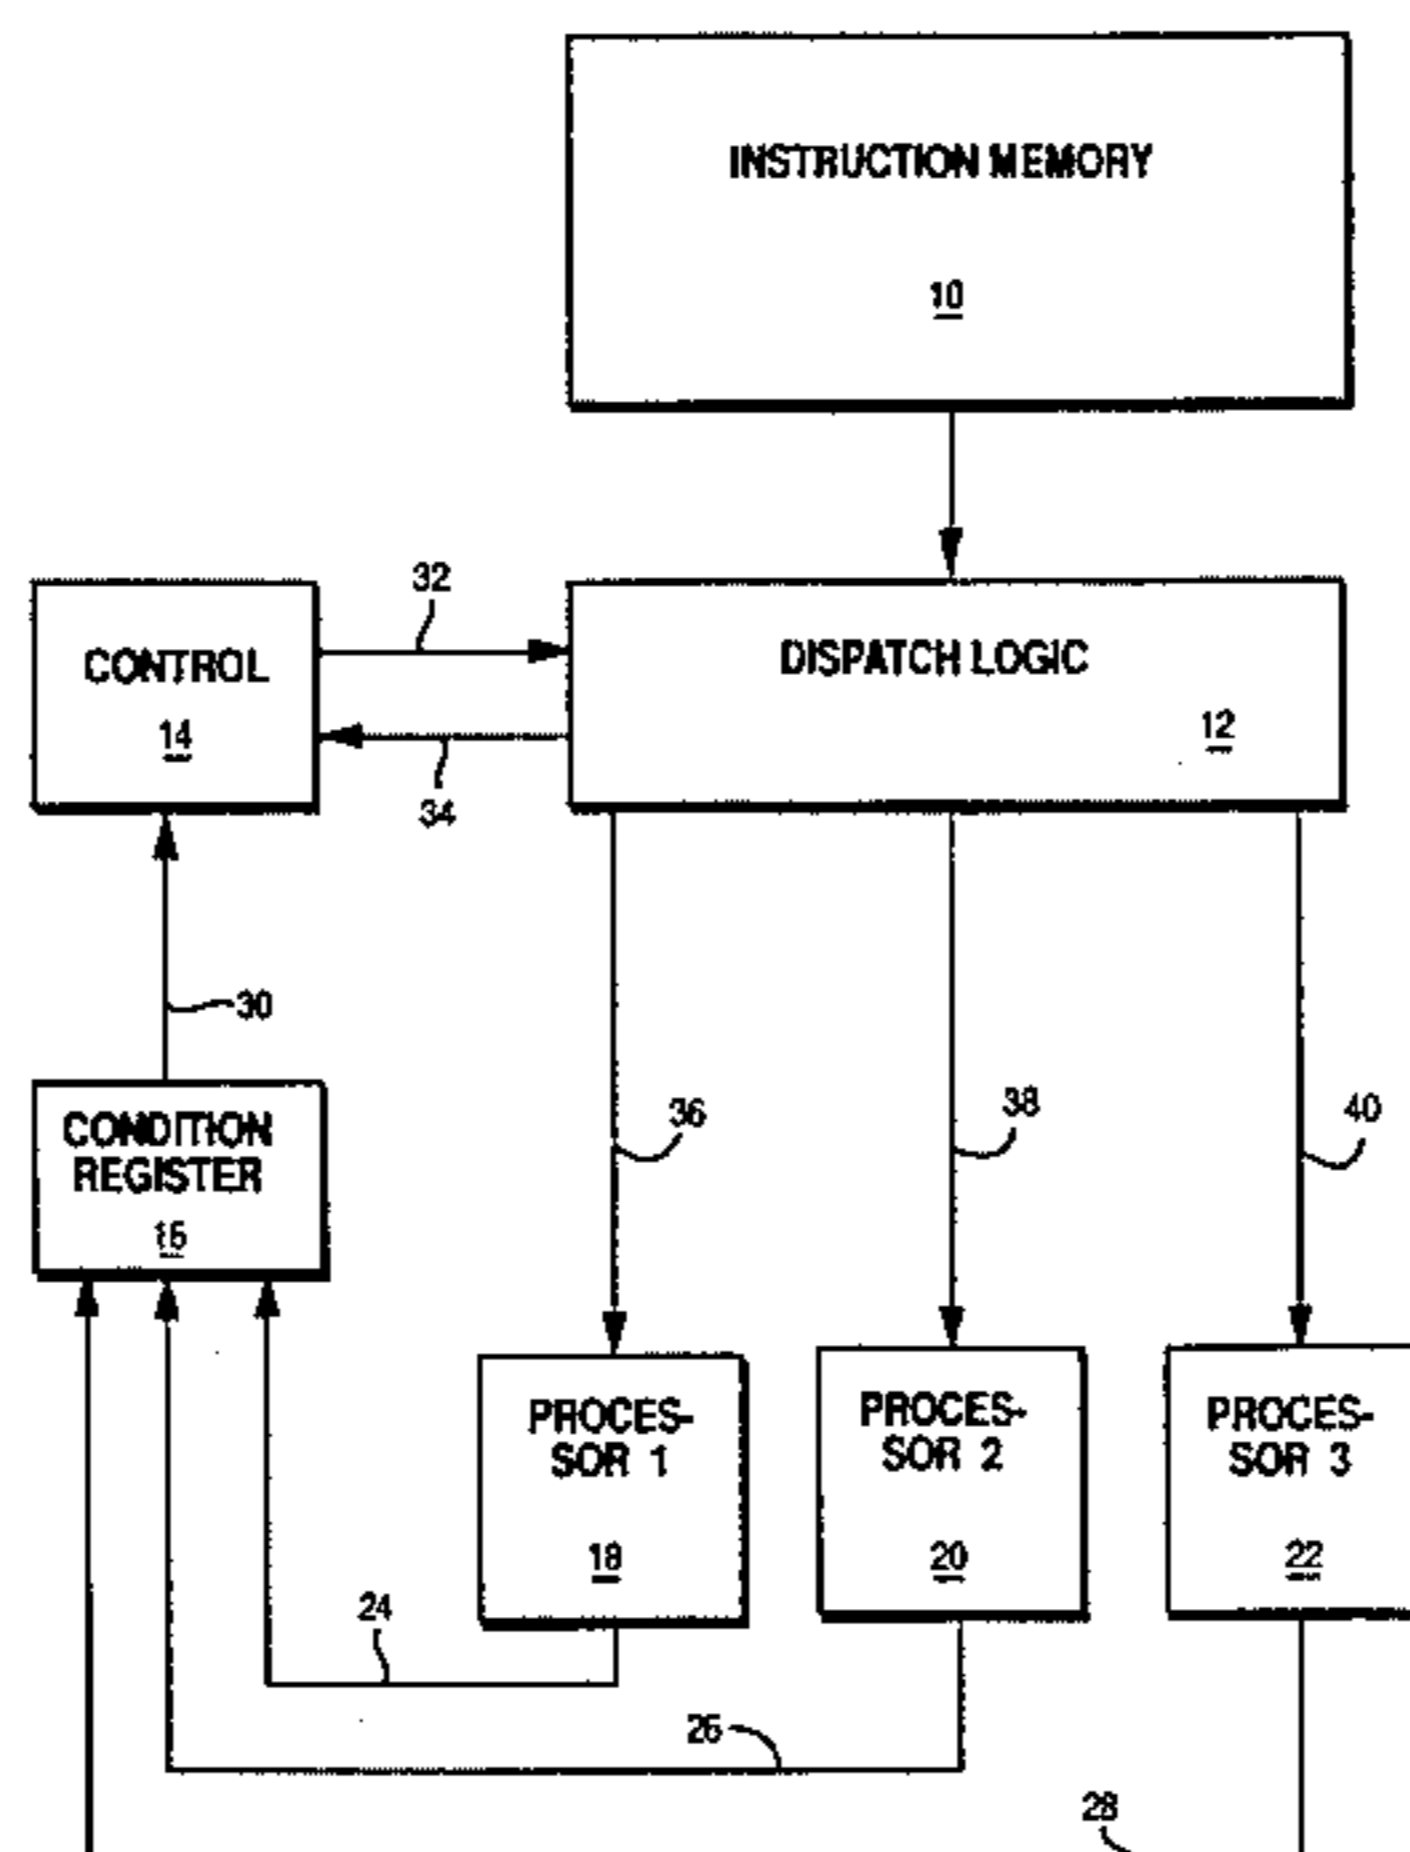 INSTRUCTION MEMORY
10
32
CONTROL
14
DISPATCH LOGIC
12
34
30
CONDITION
REGISTER
16
36
38
40
PROCES-
SOR 1
18
PROCES-
SOR 2
20
PROCES-
SOR 3
22
24
26
28